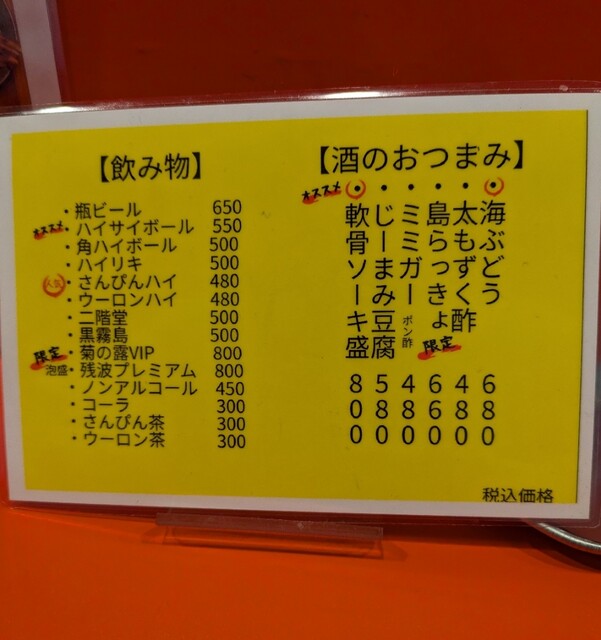 【飲み物】
・瓶ビール 650
オススメ ・ハイサイボール 550
・角ハイボール 500
・ハイリキ 500
人気 ・さんぴんハイ 480
・ウーロンハイ 480
・二階堂 500
・黒霧島 500
限定 ・菊の露VIP 800
泡盛 ・残波プレミアム 800
・ノンアルコール 450
・コーラ 300
・さんぴん茶 300
・ウーロン茶 300
【酒のおつまみ】
・海ぶどう 680
・太もずく酢 480
・島らっきょ 限定 660
・ミミガー ポン酢 480
・じーまみ豆腐 580
オススメ ・軟骨ソーキ盛 800
税込価格